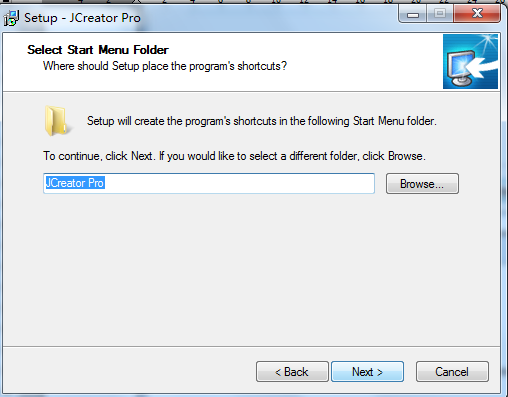 Setup - JCreator Pro
Select Start Menu Folder
Where should Setup place the program's shortcuts?
Setup will create the program's shortcuts in the following Start Menu folder.
To continue, click Next. If you would like to select a different folder, click Browse.
JCreator Pro
Browse...
< Back
Next >
Cancel